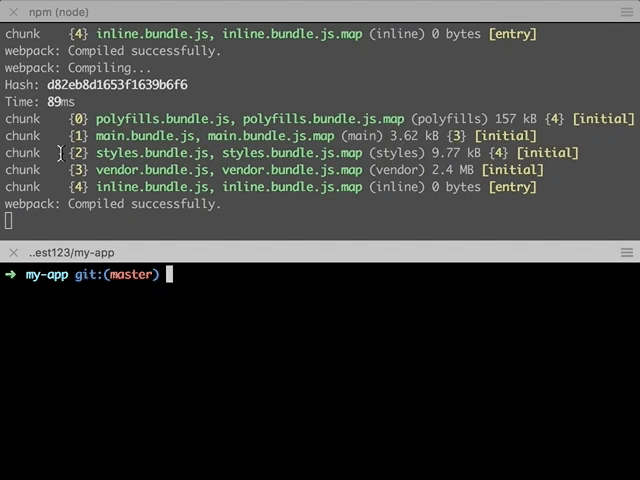 npm (node)
chunk {4} inline.bundle.js, inline.bundle.js.map (inline) 0 bytes [entry]
webpack: Compiled successfully.
webpack: Compiling...
Hash: d82eb8d1653f1639b6f6
Time: 89ms
chunk {0} polyfills.bundle.js, polyfills.bundle.js.map (polyfills) 157 kB {4} [initial]
chunk {1} main.bundle.js, main.bundle.js.map (main) 3.62 kB {3} [initial]
chunk {2} styles.bundle.js, styles.bundle.js.map (styles) 9.77 kB {4} [initial]
chunk {3} vendor.bundle.js, vendor.bundle.js.map (vendor) 2.4 MB [initial]
chunk {4} inline.bundle.js, inline.bundle.js.map (inline) 0 bytes [entry]
webpack: Compiled successfully.
..est123/my-app
➜ my-app git:(master)